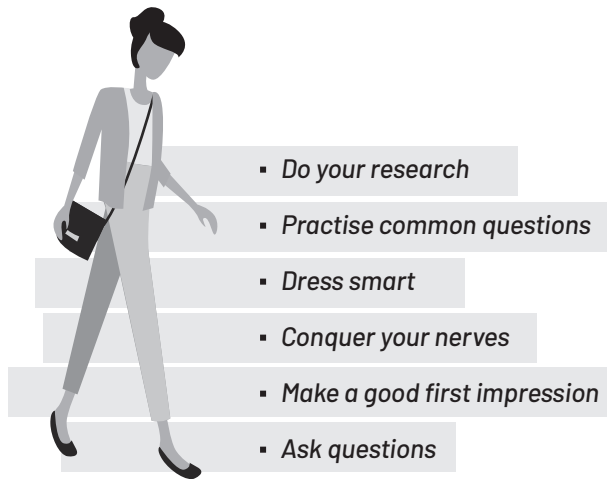 ▪ Do your research
▪ Practise common questions
▪ Dress smart
▪ Conquer your nerves
▪ Make a good first impression
▪ Ask questions